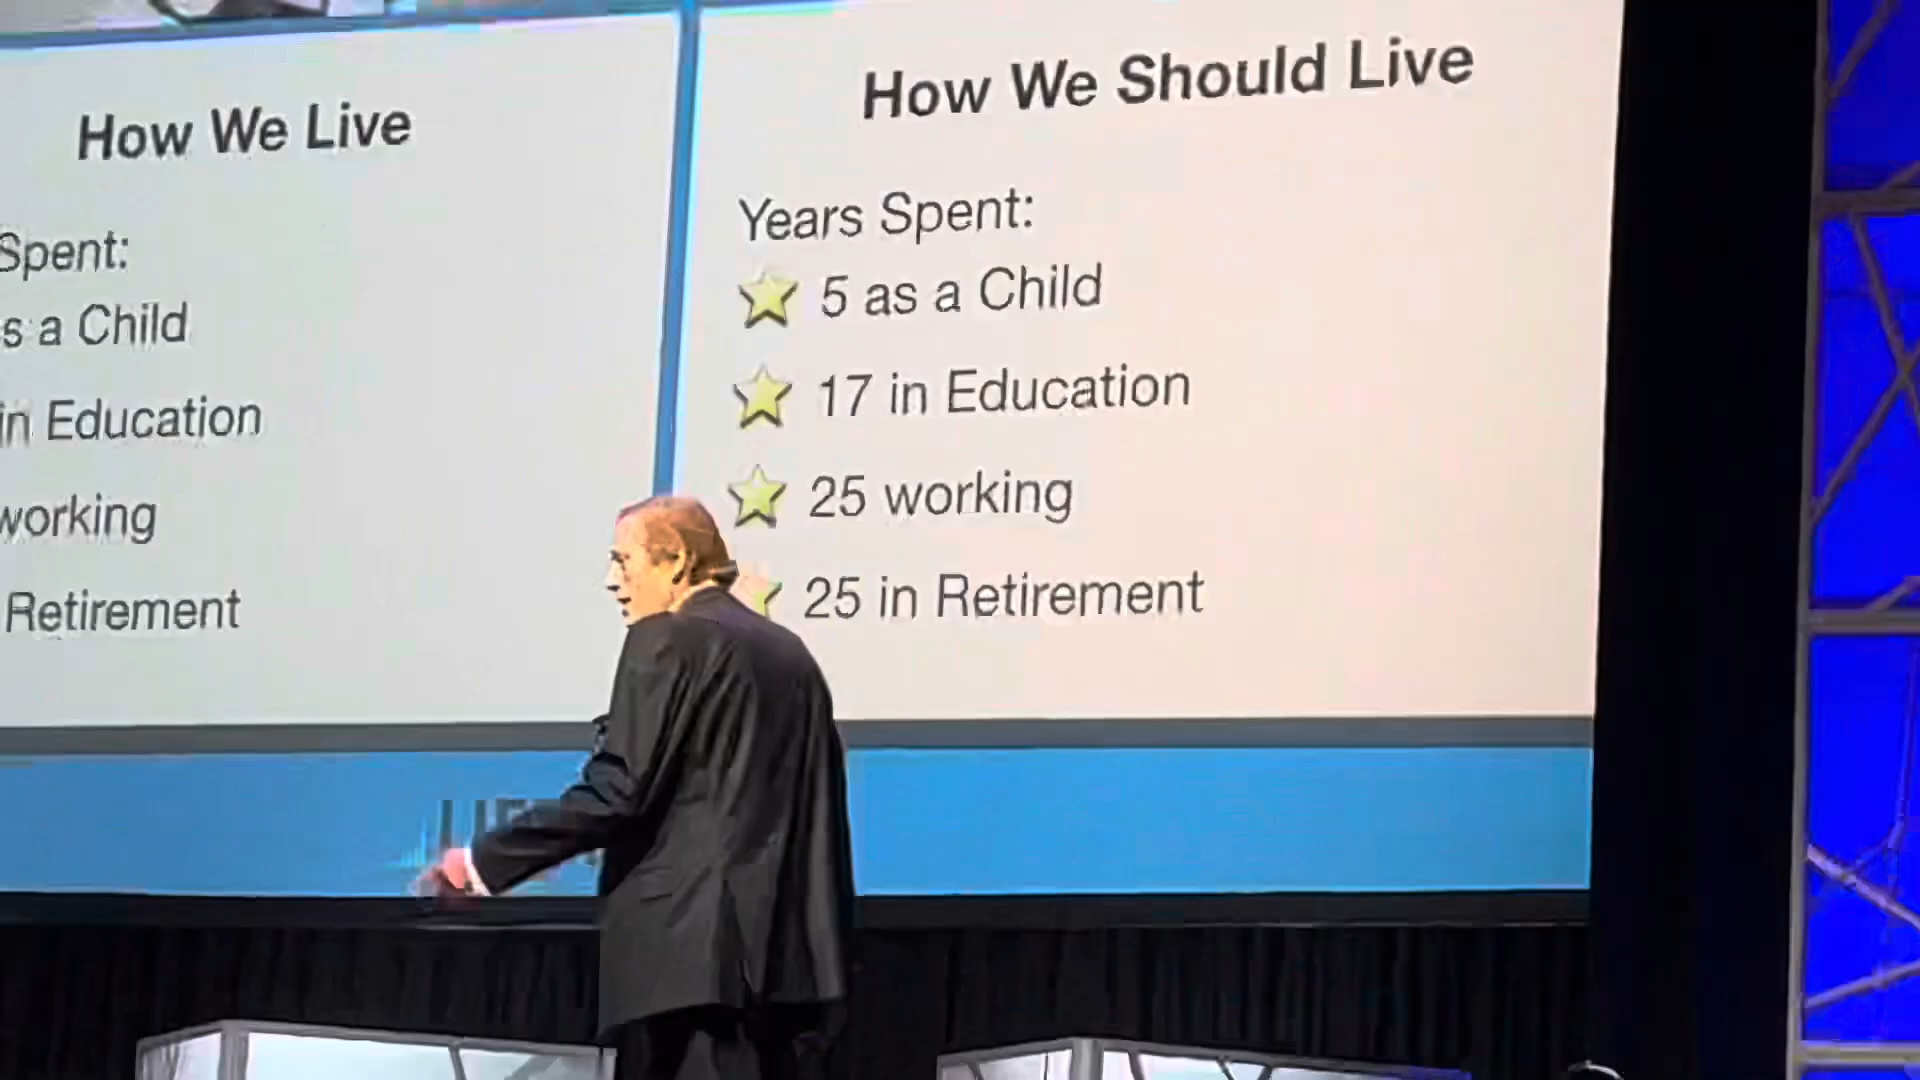 How We Live
Spent:
s a Child
in Education
working
Retirement
How We Should Live
Years Spent:
5 as a Child
17 in Education
25 working
25 in Retirement